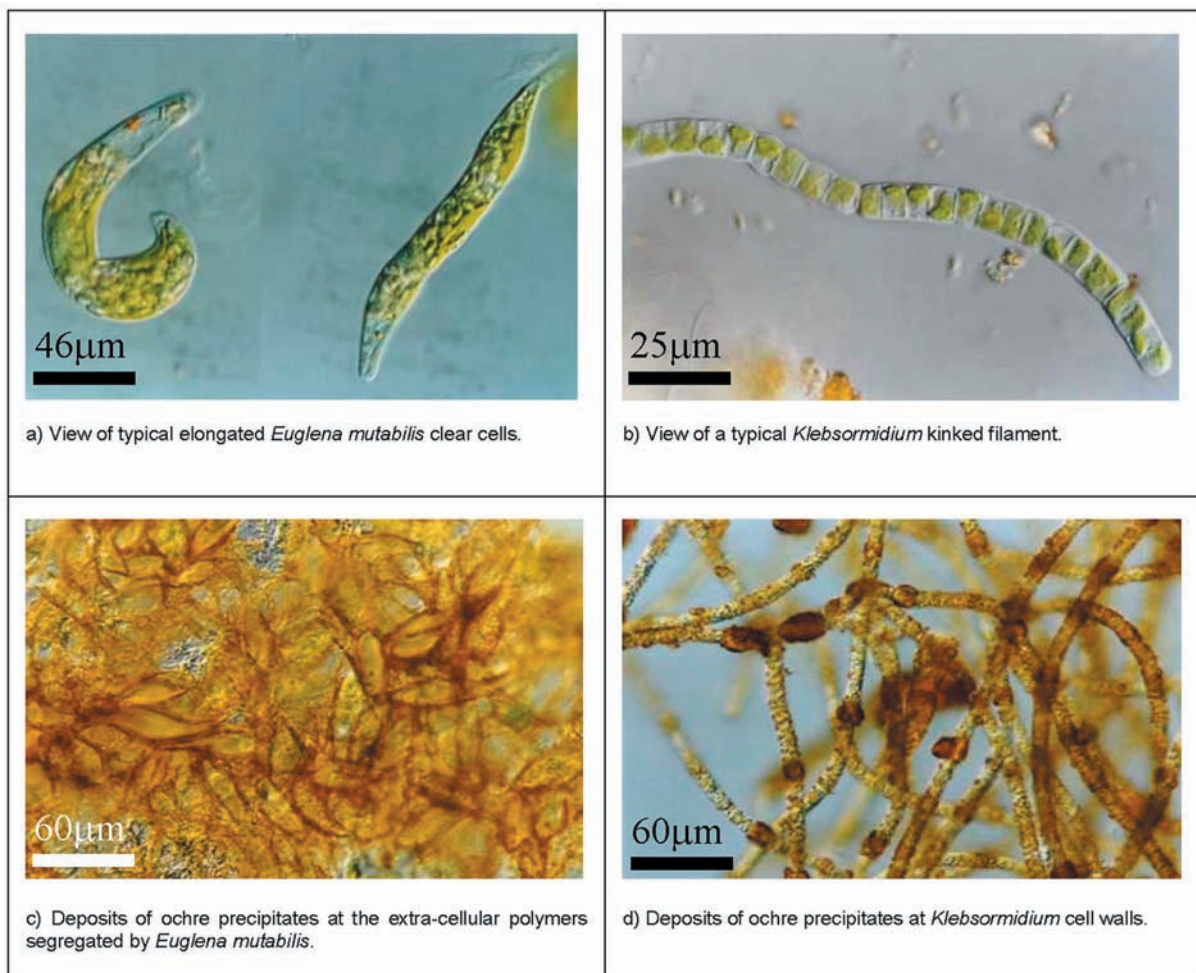 46μm
a) View of typical elongated Euglena mutabilis clear cells.
25μm
b) View of a typical Klebsormidium kinked filament.
60μm
c) Deposits of ochre precipitates at the extra-cellular polymers
segregated by Euglena mutabilis.
60μm
d) Deposits of ochre precipitates at Klebsormidium cell walls.